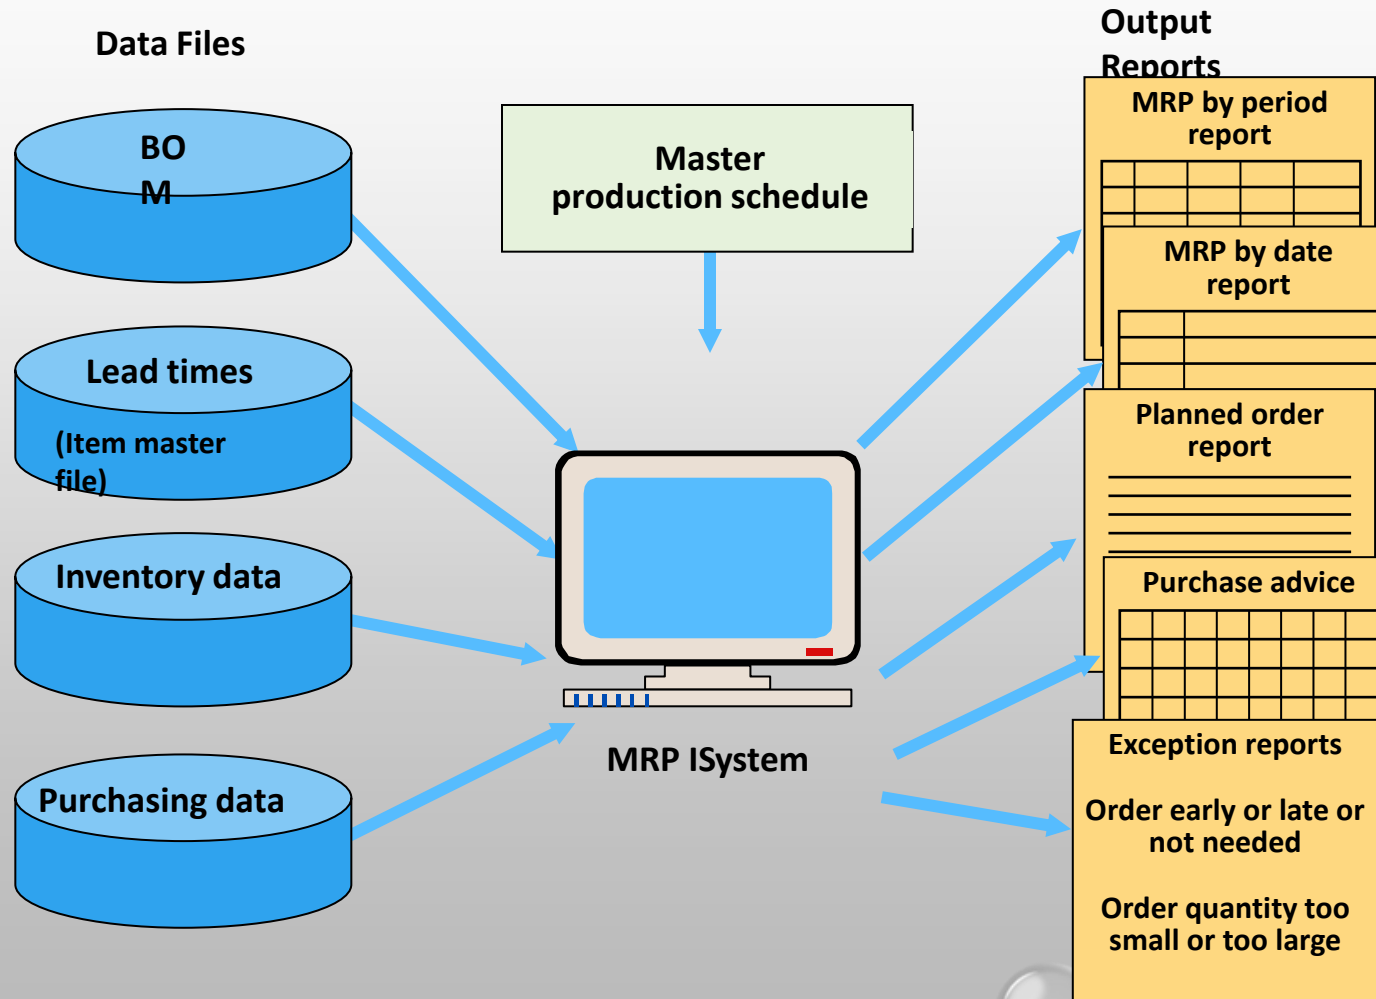 Data Files
BO
M
Lead times
(Item master
file)
Inventory data
Purchasing data
Master
production schedule
MRP ISystem
Output
Reports
MRP by period
report
MRP by date
report
Planned order
report
Purchase advice
Exception reports
Order early or late or
not needed
Order quantity too
small or too large